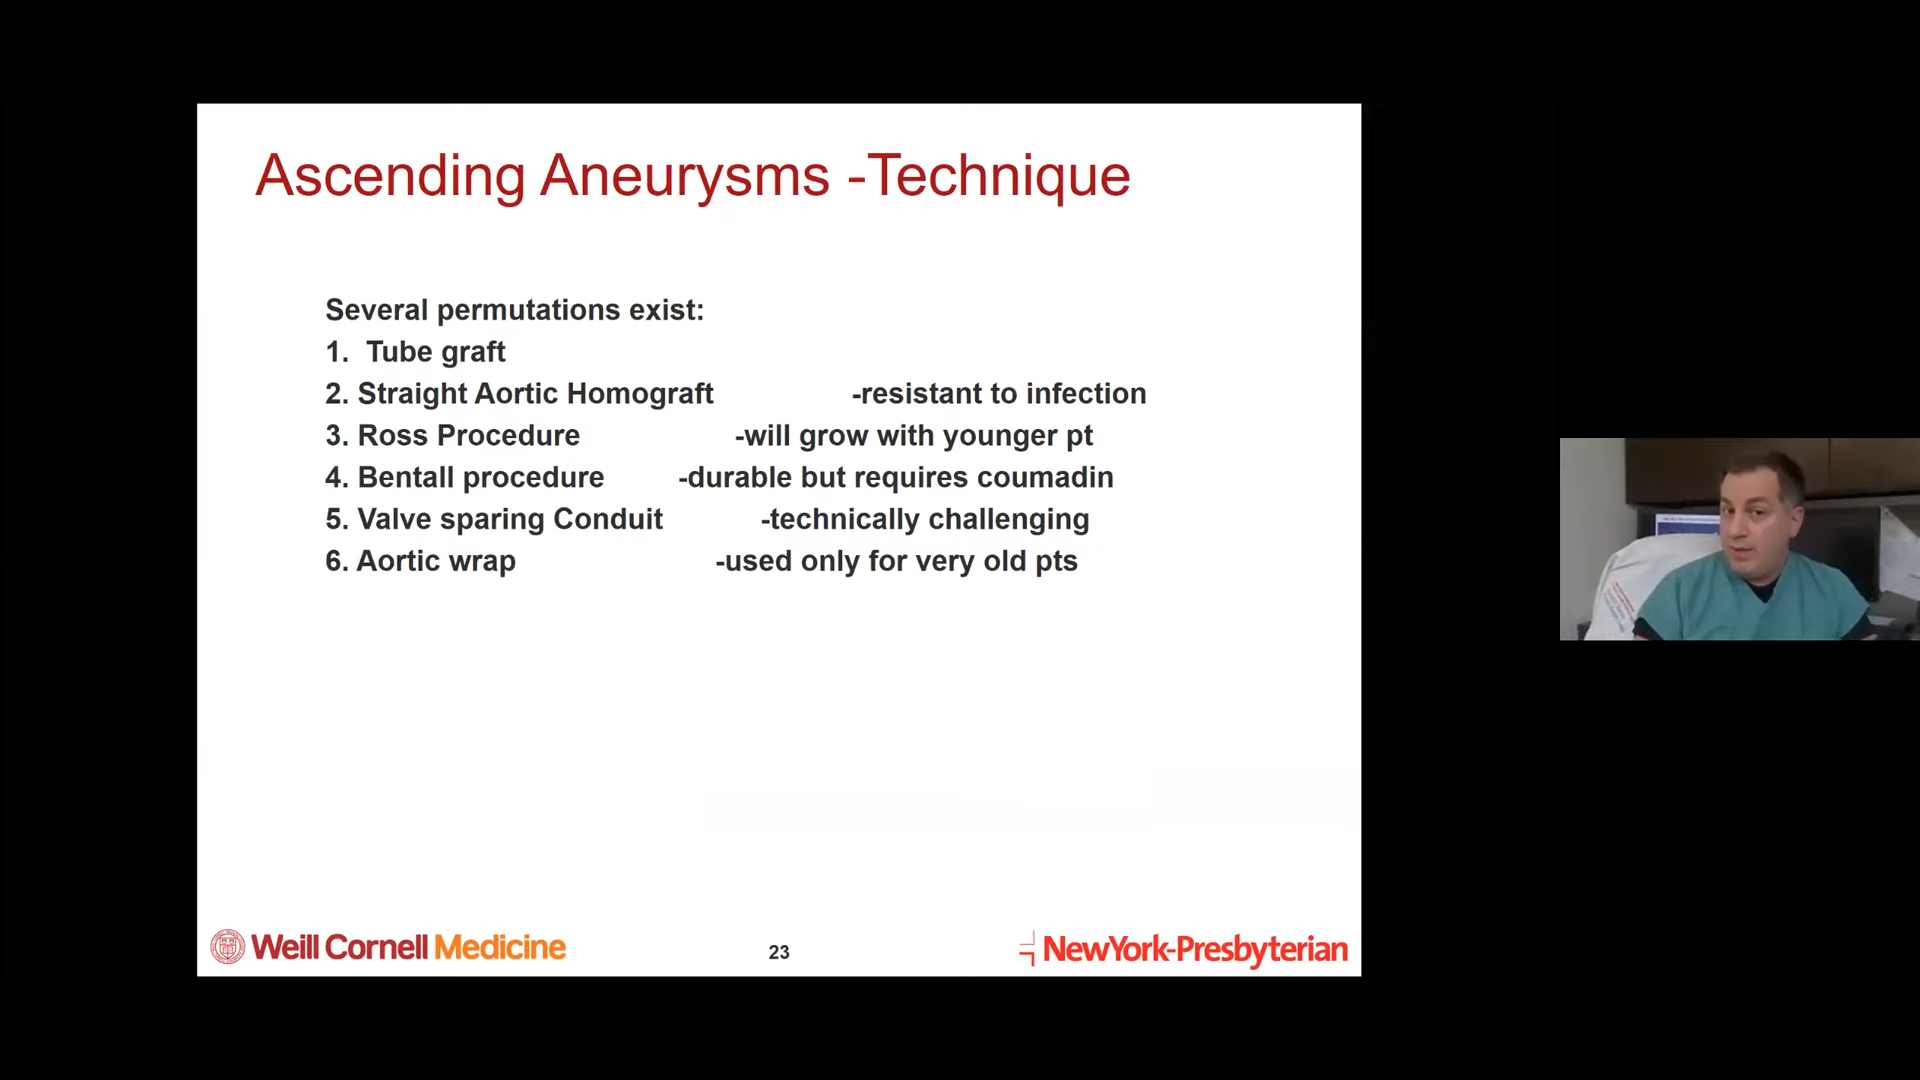 Ascending Aneurysms -Technique
Several permutations exist:
1. Tube graft
2. Straight Aortic Homograft -resistant to infection
3. Ross Procedure -will grow with younger pt
4. Bentall procedure -durable but requires coumadin
5. Valve sparing Conduit -technically challenging
6. Aortic wrap -used only for very old pts
Weill Cornell Medicine
23
NewYork-Presbyterian